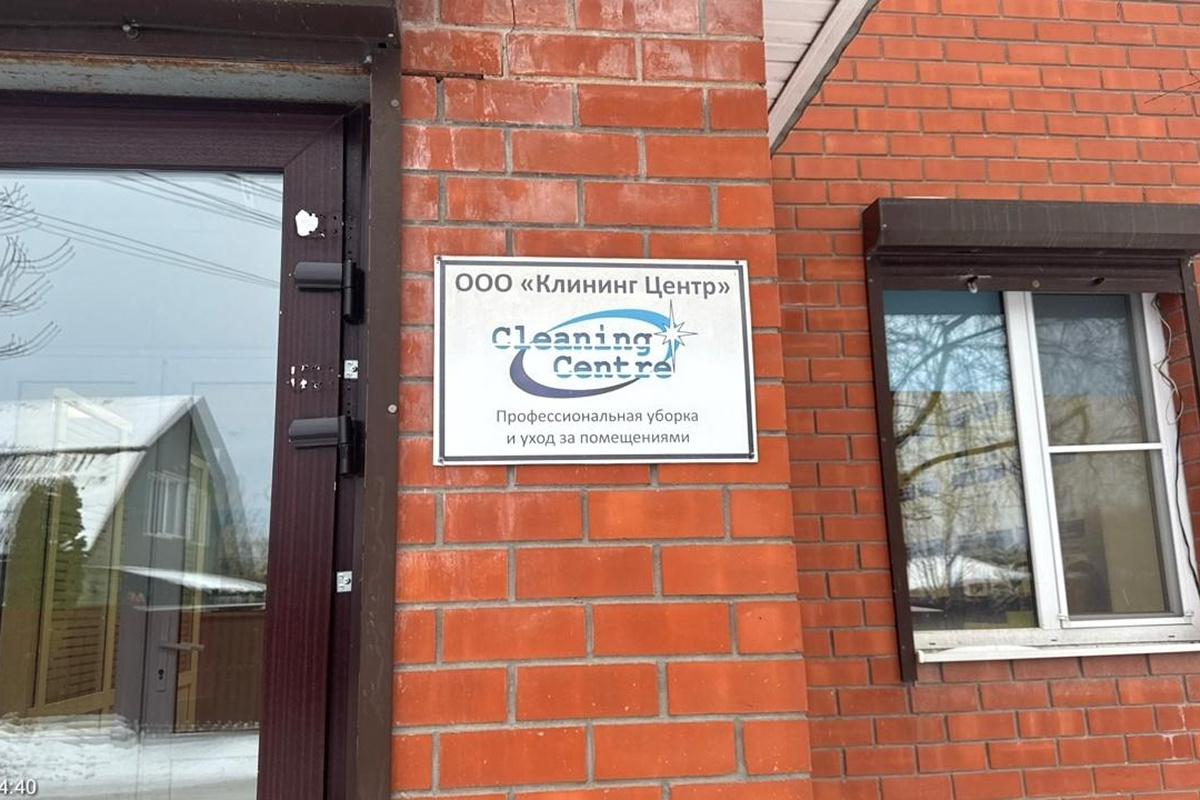 ООО «Клининг Центр»
Cleaning
Centre
Профессиональная уборка
и уход за помещениями
4:40